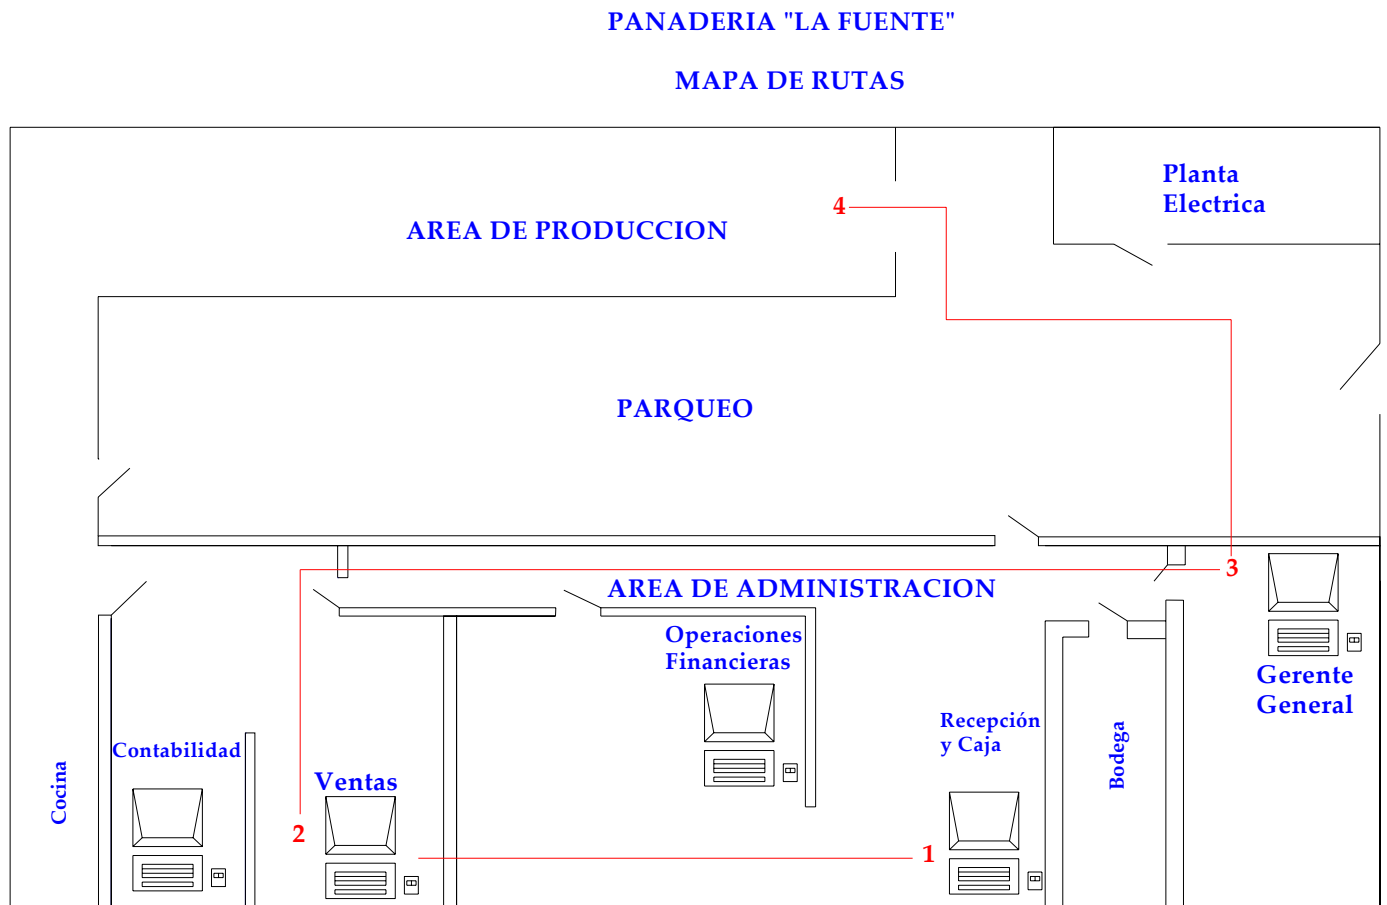 PANADERIA "LA FUENTE"
MAPA DE RUTAS
Planta
Electrica
4
AREA DE PRODUCCION
PARQUEO
3
AREA DE ADMINISTRACION
Operaciones
Financieras
Gerente
General
Recepción
y Caja
Bodega
Contabilidad
Cocina
Ventas
2
1